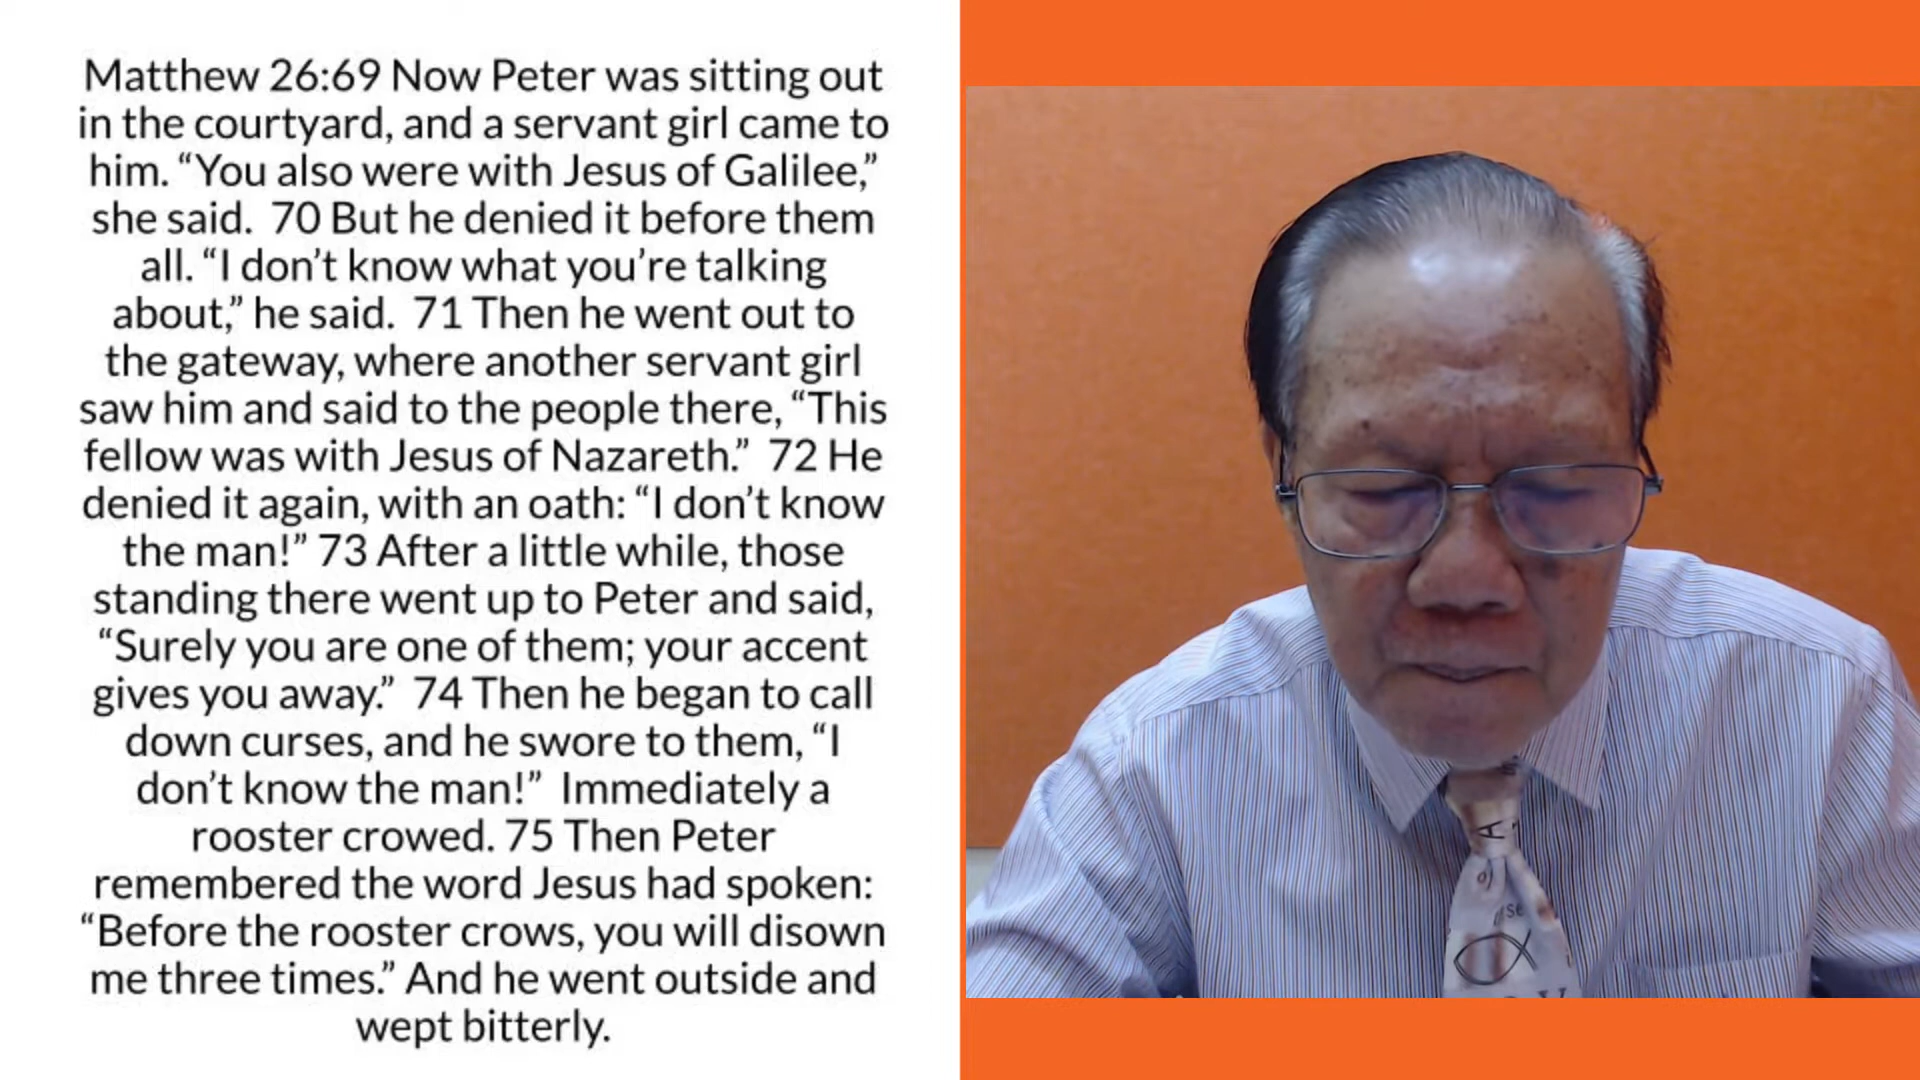 Matthew 26:69 Now Peter was sitting out
in the courtyard, and a servant girl came to
him. “You also were with Jesus of Galilee,”
she said.  70 But he denied it before them
all. “I don’t know what you’re talking
about,” he said.  71 Then he went out to
the gateway, where another servant girl
saw him and said to the people there, “This
fellow was with Jesus of Nazareth.”  72 He
denied it again, with an oath: “I don’t know
the man!” 73 After a little while, those
standing there went up to Peter and said,
“Surely you are one of them; your accent
gives you away.”  74 Then he began to call
down curses, and he swore to them, “I
don’t know the man!”  Immediately a
rooster crowed. 75 Then Peter
remembered the word Jesus had spoken:
“Before the rooster crows, you will disown
me three times.” And he went outside and
wept bitterly.
A
of